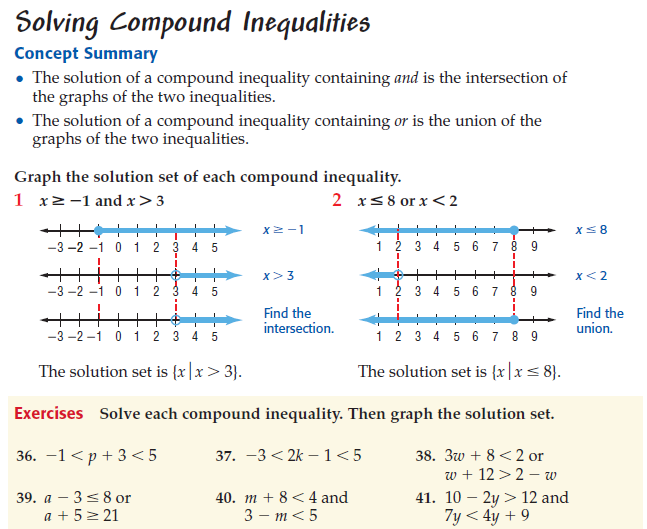 Solving Compound Inequalities
Concept Summary
• The solution of a compound inequality containing and is the intersection of
the graphs of the two inequalities.
• The solution of a compound inequality containing or is the union of the
graphs of the two inequalities.
Graph the solution set of each compound inequality.
1 x ≥ −1 and x > 3
−3 −2 −1 0 1 2 3 4 5
x ≥ −1
−3 −2 −1 0 1 2 3 4 5
x > 3
−3 −2 −1 0 1 2 3 4 5
Find the
intersection.
The solution set is {x | x > 3}.
2 x ≤ 8 or x < 2
1 2 3 4 5 6 7 8 9
x ≤ 8
1 2 3 4 5 6 7 8 9
x < 2
1 2 3 4 5 6 7 8 9
Find the
union.
The solution set is {x | x ≤ 8}.
Exercises Solve each compound inequality. Then graph the solution set.
36. −1 < p + 3 < 5
37. −3 < 2k − 1 < 5
38. 3w + 8 < 2 or
w + 12 > 2 − w
39. a − 3 ≤ 8 or
a + 5 ≥ 21
40. m + 8 < 4 and
3 − m < 5
41. 10 − 2y > 12 and
7y < 4y + 9